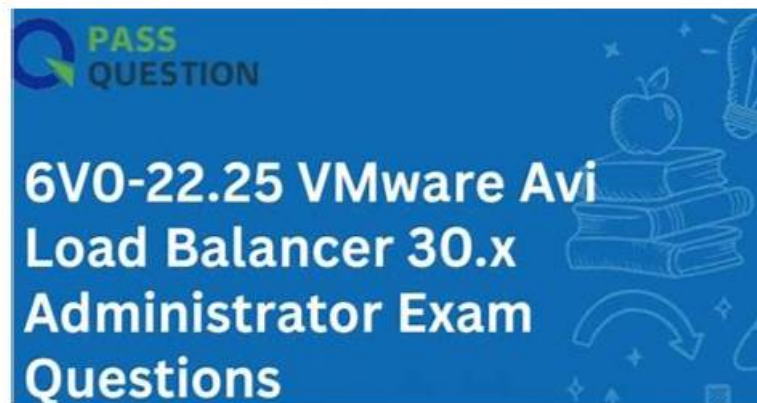 PASS
QUESTION
6V0-22.25 VMware Avi
Load Balancer 30.x
Administrator Exam
Questions